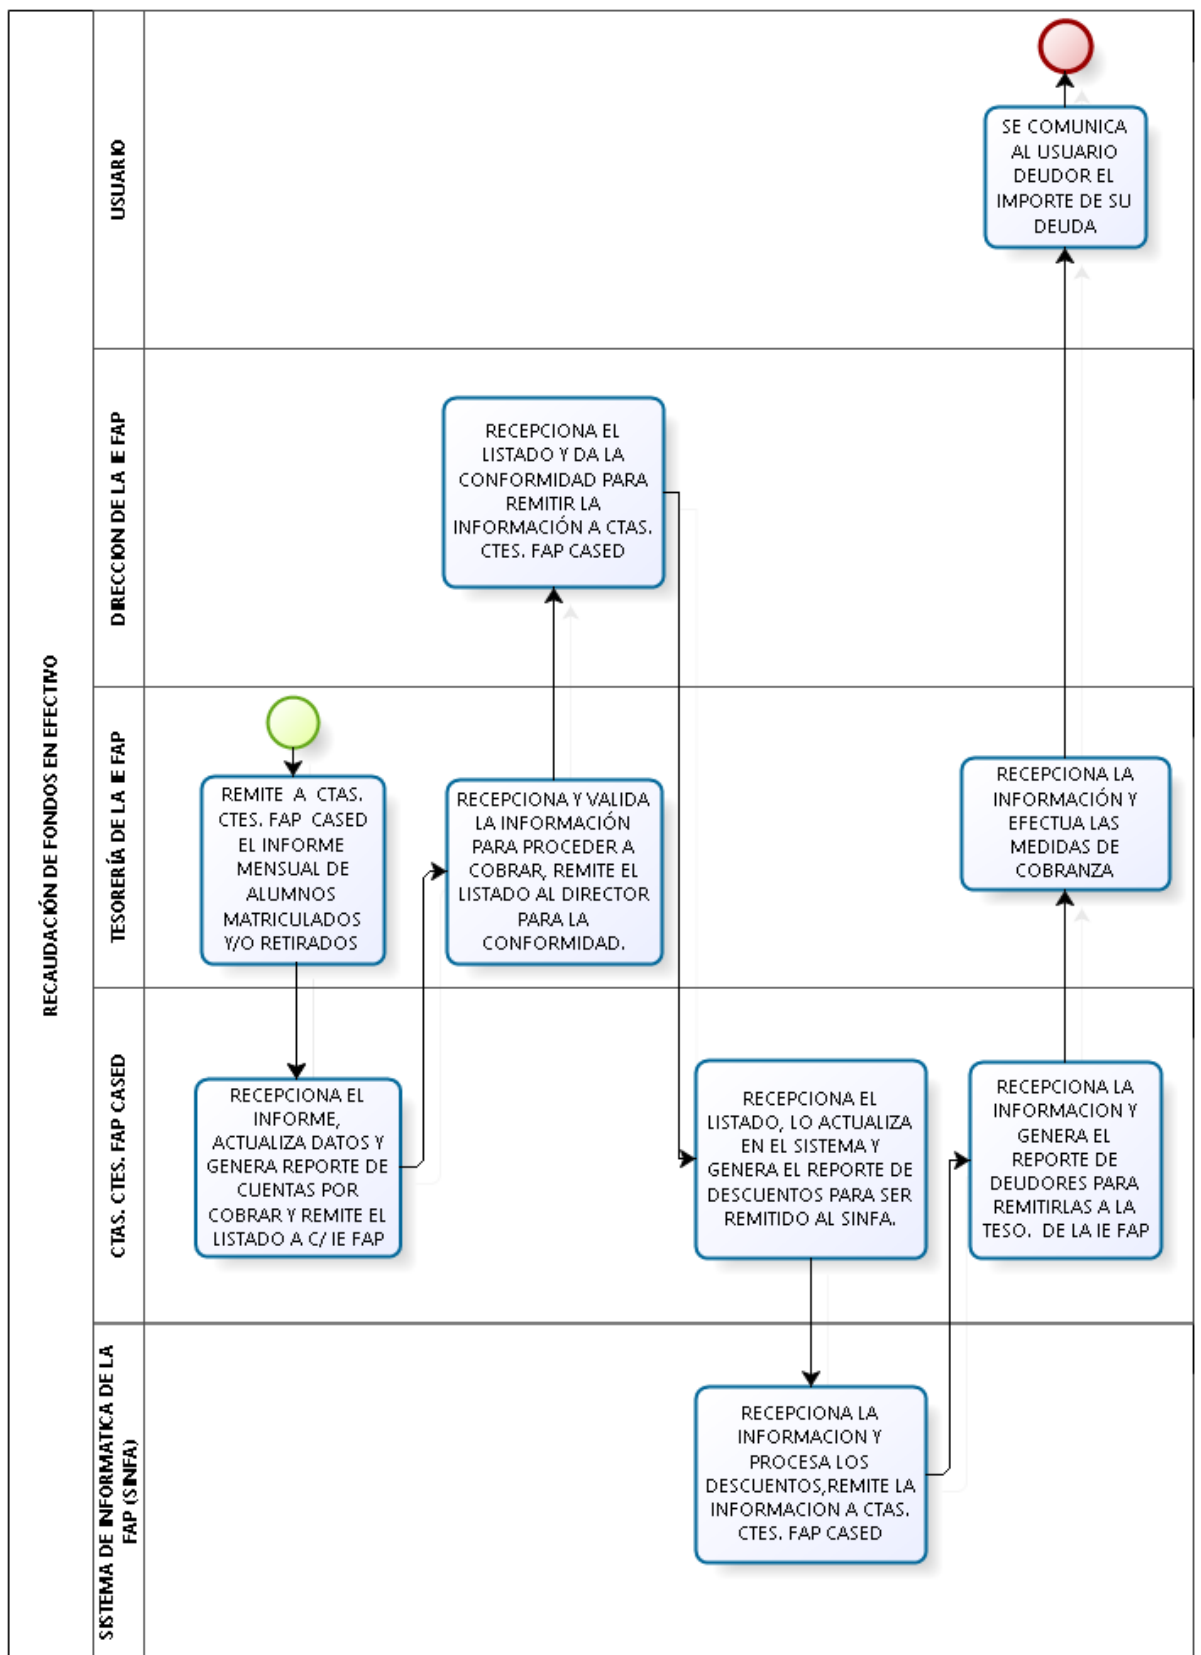 RECAUDACIÓN DE FONDOS EN EFECTIVO
USUARIO
SE COMUNICA
AL USUARIO
DEUDOR EL
IMPORTE DE SU
DEUDA
DIRECCION DE LA IE FAP
RECEPCIONA EL
LISTADO Y DA LA
CONFORMIDAD PARA
REMITIR LA
INFORMACIÓN A CTAS.
CTES. FAP CASED
TESORERÍA DE LA IE FAP
REMITE A CTAS.
CTES. FAP CASED
EL INFORME
MENSUAL DE
ALUMNOS
MATRICULADOS
Y/O RETIRADOS
RECEPCIONA Y VALIDA
LA INFORMACIÓN
PARA PROCEDER A
COBRAR, REMITE EL
LISTADO AL DIRECTOR
PARA LA
CONFORMIDAD.
RECEPCIONA LA
INFORMACIÓN Y
EFECTUA LAS
MEDIDAS DE
COBRANZA
CTAS. CTES. FAP CASED
RECEPCIONA EL
INFORME,
ACTUALIZA DATOS Y
GENERA REPORTE DE
CUENTAS POR
COBRAR Y REMITE EL
LISTADO A C/ IE FAP
RECEPCIONA EL
LISTADO, LO ACTUALIZA
EN EL SISTEMA Y
GENERA EL REPORTE DE
DESCUENTOS PARA SER
REMITIDO AL SINFA.
RECEPCIONA LA
INFORMACION Y
GENERA EL
REPORTE DE
DEUDORES PARA
REMITIRLAS A LA
TESO. DE LA IE FAP
SISTEMA DE INFORMATICA DE LA
FAP (SINFA)
RECEPCIONA LA
INFORMACION Y
PROCESA LOS
DESCUENTOS,REMITE LA
INFORMACION A CTAS.
CTES. FAP CASED